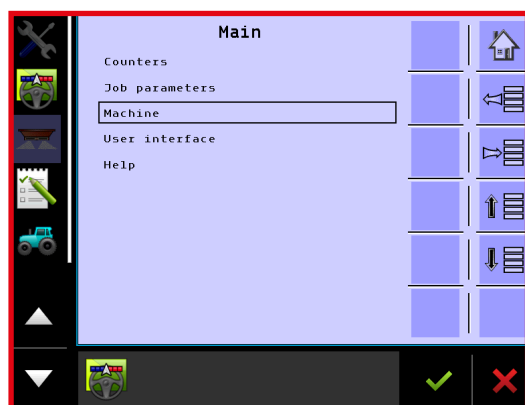 Main
Counters
Job parameters
Machine
User interface
Help